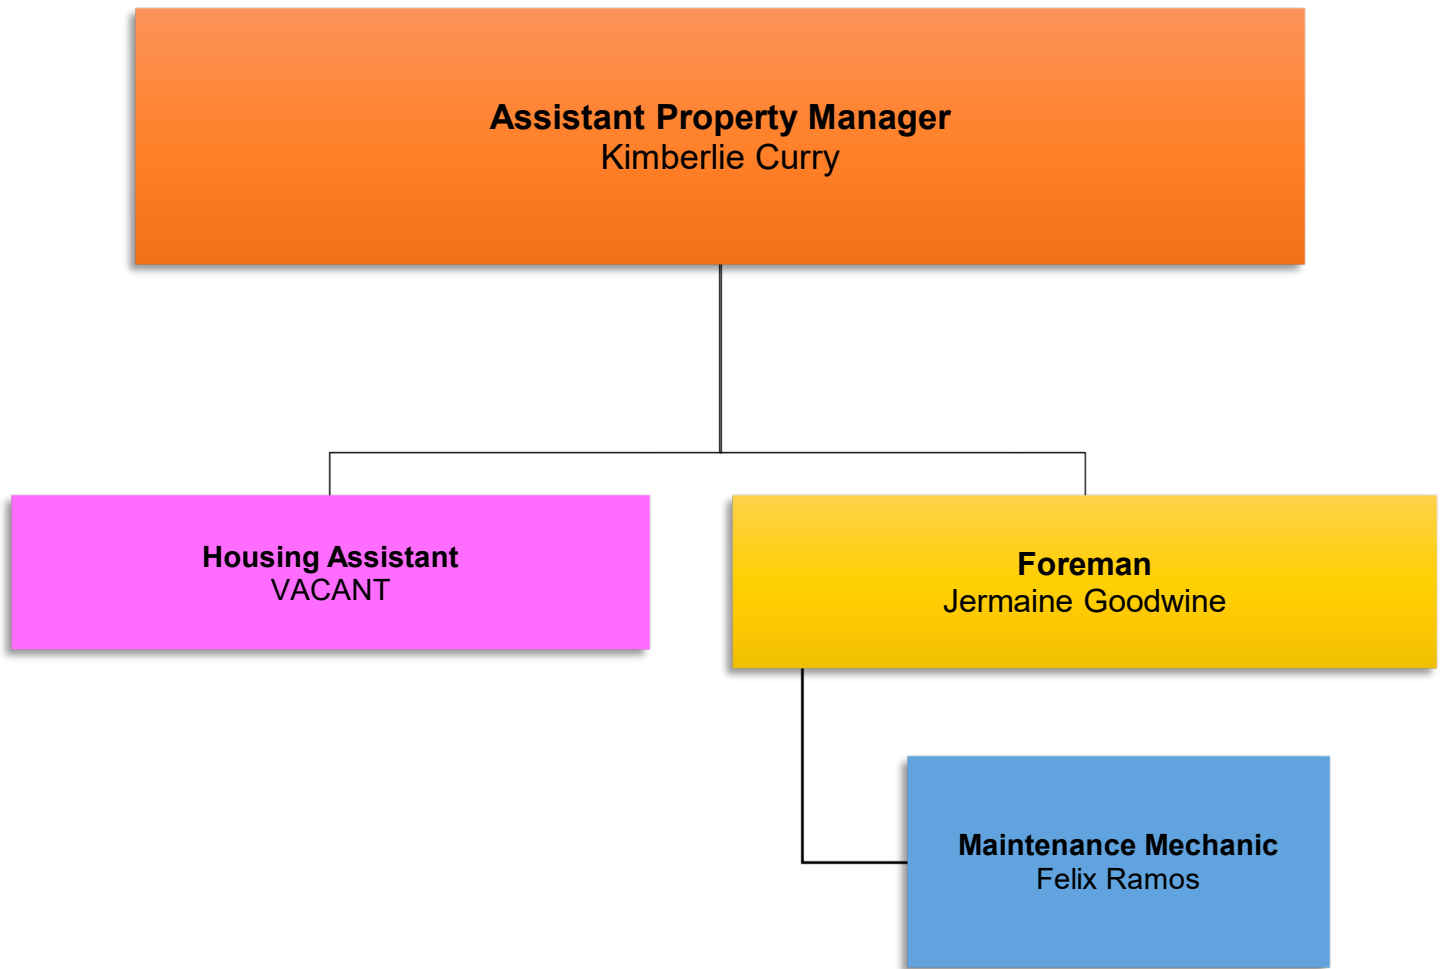 Assistant Property Manager
Kimberlie Curry
Housing Assistant
VACANT
Foreman
Jermaine Goodwine
Maintenance Mechanic
Felix Ramos